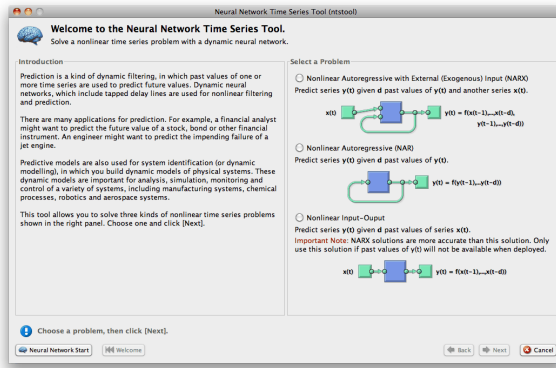 Neural Network Time Series Tool (ntstool)
Welcome to the Neural Network Time Series Tool.
Solve a nonlinear time series problem with a dynamic neural network.
Introduction
Prediction is a kind of dynamic filtering, in which past values of one or
more time series are used to predict future values. Dynamic neural
networks, which include tapped delay lines are used for nonlinear filtering
and prediction.
There are many applications for prediction. For example, a financial analyst
might want to predict the future value of a stock, bond or other financial
instrument. An engineer might want to predict the impending failure of a
jet engine.
Predictive models are also used for system identification (or dynamic
modelling), in which you build dynamic models of physical systems. These
dynamic models are important for analysis, simulation, monitoring and
control of a variety of systems, including manufacturing systems, chemical
processes, robotics and aerospace systems.
This tool allows you to solve three kinds of nonlinear time series problems
shown in the right panel. Choose one and click [Next].
Select a Problem
Nonlinear Autoregressive with External (Exogenous) Input (NARX)
Predict series y(t) given d past values of y(t) and another series x(t).
x(t) y(t) = f(x(t-1),...,x(t-d),
y(t-1),...,y(t-d))
Nonlinear Autoregressive (NAR)
Predict series y(t) given d past values of y(t).
y(t) = f(y(t-1),...,y(t-d))
Nonlinear Input-Ouput
Predict series y(t) given d past values of series x(t).
Important Note: NARX solutions are more accurate than this solution. Only
use this solution if past values of y(t) will not be available when deployed.
x(t) y(t) = f(x(t-1),...,x(t-d))
Choose a problem, then click [Next].
Neural Network Start
Welcome
Back
Next
Cancel